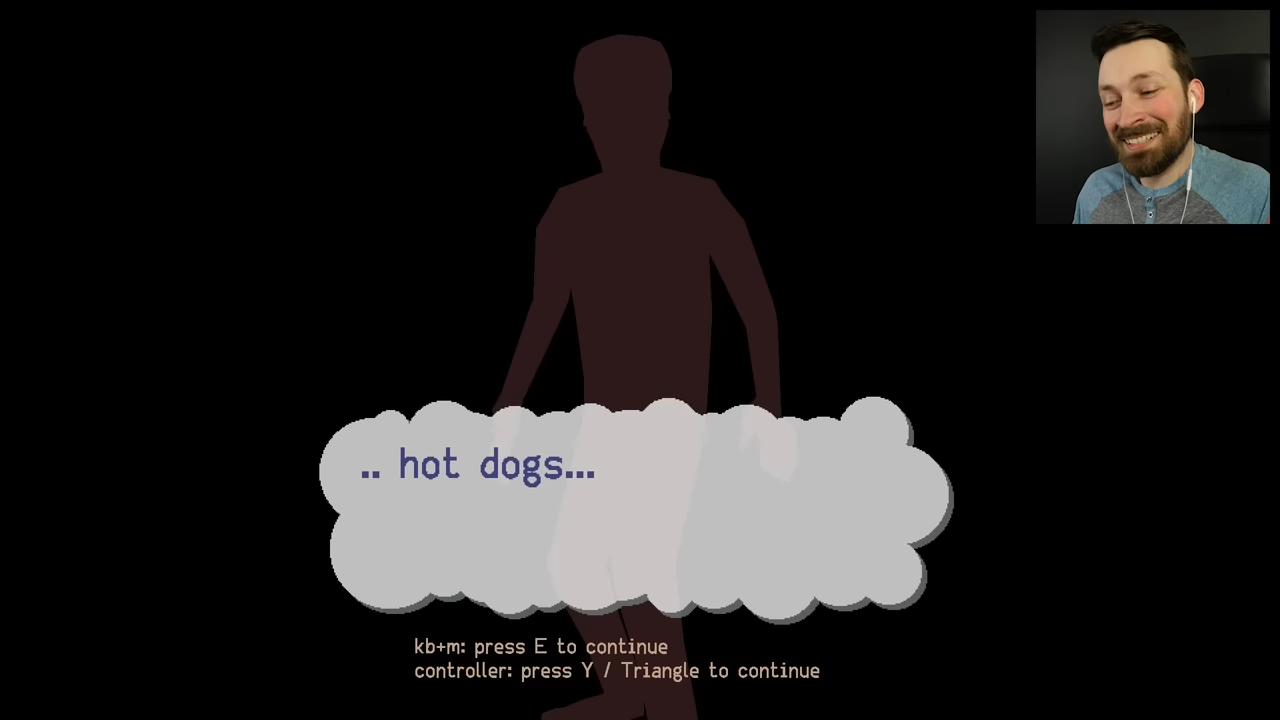 .. hot dogs...
kb+m: press E to continue
controller: press Y / Triangle to continue